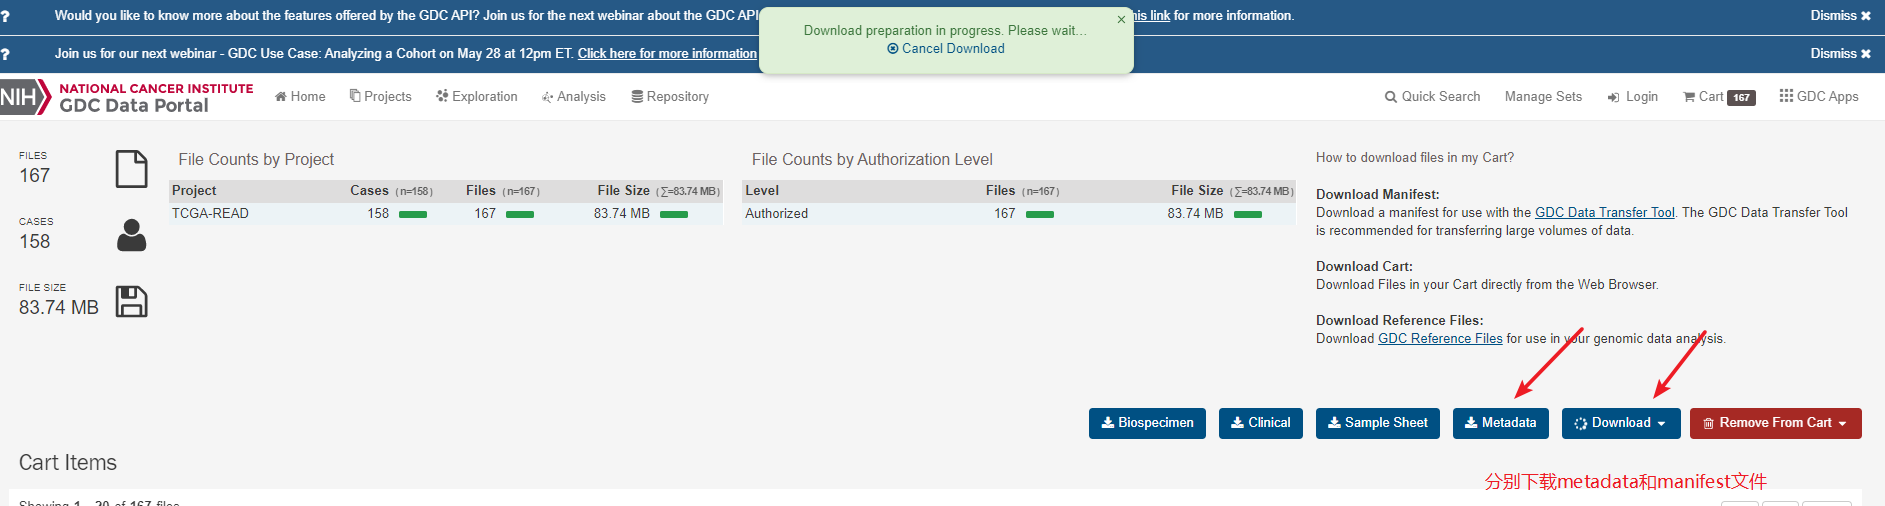 ? Would you like to know more about the features offered by the GDC API? Join us for the next webinar about the GDC API
his link for more information.
Dismiss ✖
Download preparation in progress. Please wait...
Cancel Download
×
? Join us for our next webinar - GDC Use Case: Analyzing a Cohort on May 28 at 12pm ET. Click here for more information
Dismiss ✖
NIH NATIONAL CANCER INSTITUTE
GDC Data Portal
Home Projects Exploration Analysis Repository
Quick Search Manage Sets Login Cart 167 GDC Apps
FILES
167
CASES
158
FILE SIZE
83.74 MB
File Counts by Project
Project Cases (n=158) Files (n=167) File Size (∑=83.74 MB)
TCGA-READ 158 167 83.74 MB
File Counts by Authorization Level
Level Files (n=167) File Size (∑=83.74 MB)
Authorized 167 83.74 MB
How to download files in my Cart?
Download Manifest:
Download a manifest for use with the GDC Data Transfer Tool. The GDC Data Transfer Tool
is recommended for transferring large volumes of data.
Download Cart:
Download Files in your Cart directly from the Web Browser.
Download Reference Files:
Download GDC Reference Files for use in your genomic data analysis.
Biospecimen Clinical Sample Sheet Metadata Download Remove From Cart
分别下载metadata和manifest文件
Cart Items
Showing 1 - 20 of 167 files